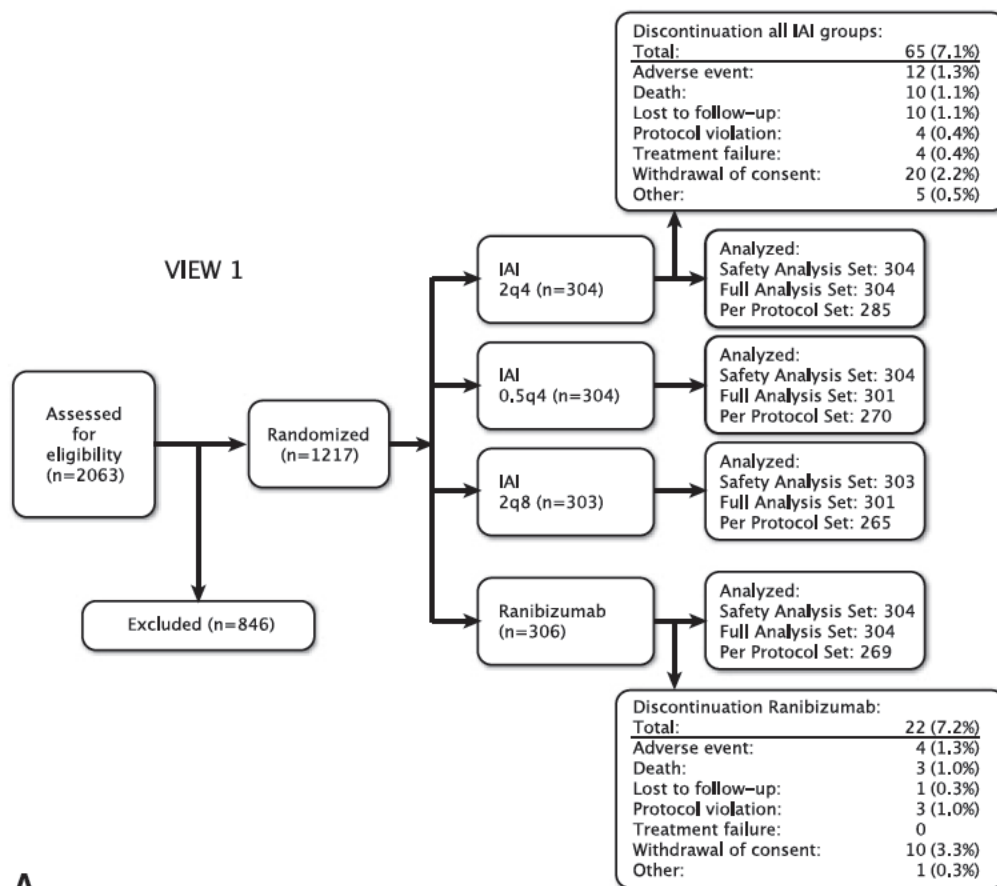 Discontinuation all IAI groups:
Total: 65 (7.1%)
Adverse event: 12 (1.3%)
Death: 10 (1.1%)
Lost to follow-up: 10 (1.1%)
Protocol violation: 4 (0.4%)
Treatment failure: 4 (0.4%)
Withdrawal of consent: 20 (2.2%)
Other: 5 (0.5%)
VIEW 1
IAI
2q4 (n=304)
Analyzed:
Safety Analysis Set: 304
Full Analysis Set: 304
Per Protocol Set: 285
Assessed
for
eligibility
(n=2063)
Randomized
(n=1217)
IAI
0.5q4 (n=304)
Analyzed:
Safety Analysis Set: 304
Full Analysis Set: 301
Per Protocol Set: 270
IAI
2q8 (n=303)
Analyzed:
Safety Analysis Set: 303
Full Analysis Set: 301
Per Protocol Set: 265
Excluded (n=846)
Ranibizumab
(n=306)
Analyzed:
Safety Analysis Set: 304
Full Analysis Set: 304
Per Protocol Set: 269
Discontinuation Ranibizumab:
Total: 22 (7.2%)
Adverse event: 4 (1.3%)
Death: 3 (1.0%)
Lost to follow-up: 1 (0.3%)
Protocol violation: 3 (1.0%)
Treatment failure: 0
Withdrawal of consent: 10 (3.3%)
Other: 1 (0.3%)
A